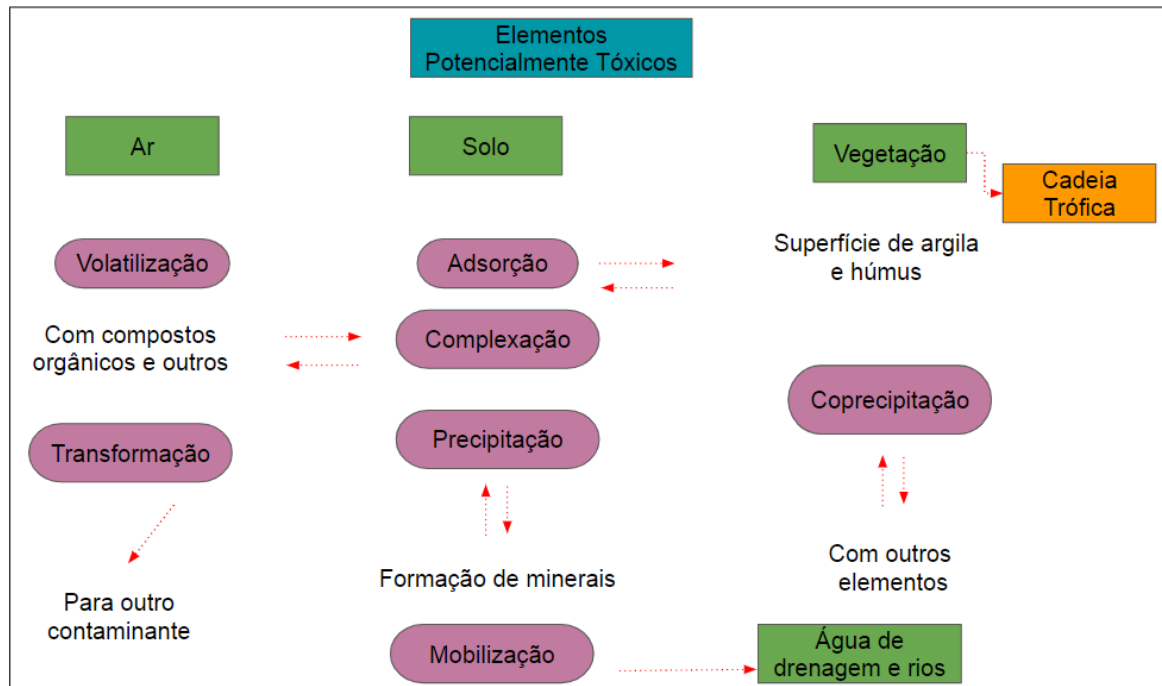 Elementos
Potencialmente Tóxicos
Ar
Solo
Vegetação
Cadeia
Trófica
Volatilização
Adsorção
Superfície de argila
e húmus
Com compostos
orgânicos e outros
Complexação
Coprecipitação
Transformação
Precipitação
Com outros
elementos
Formação de minerais
Para outro
contaminante
Mobilização
Água de
drenagem e rios